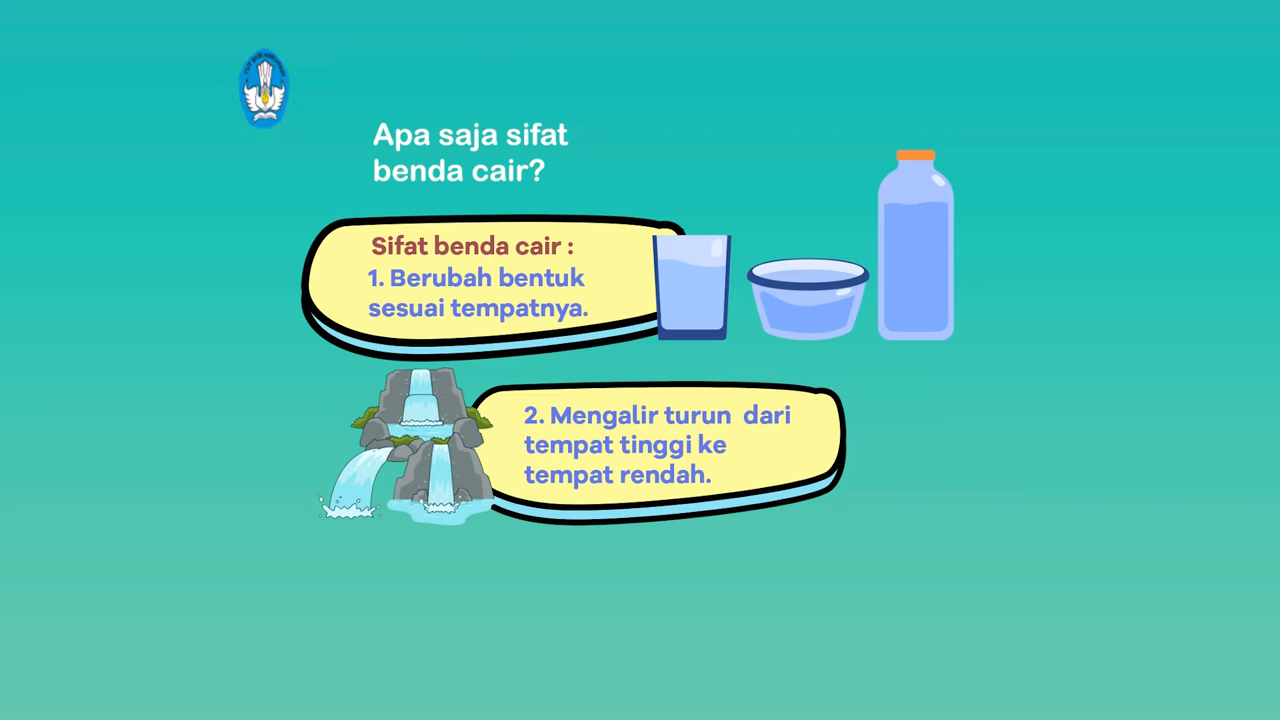 Apa saja sifat
benda cair?
Sifat benda cair :
1. Berubah bentuk
sesuai tempatnya.
2. Mengalir turun dari
tempat tinggi ke
tempat rendah.